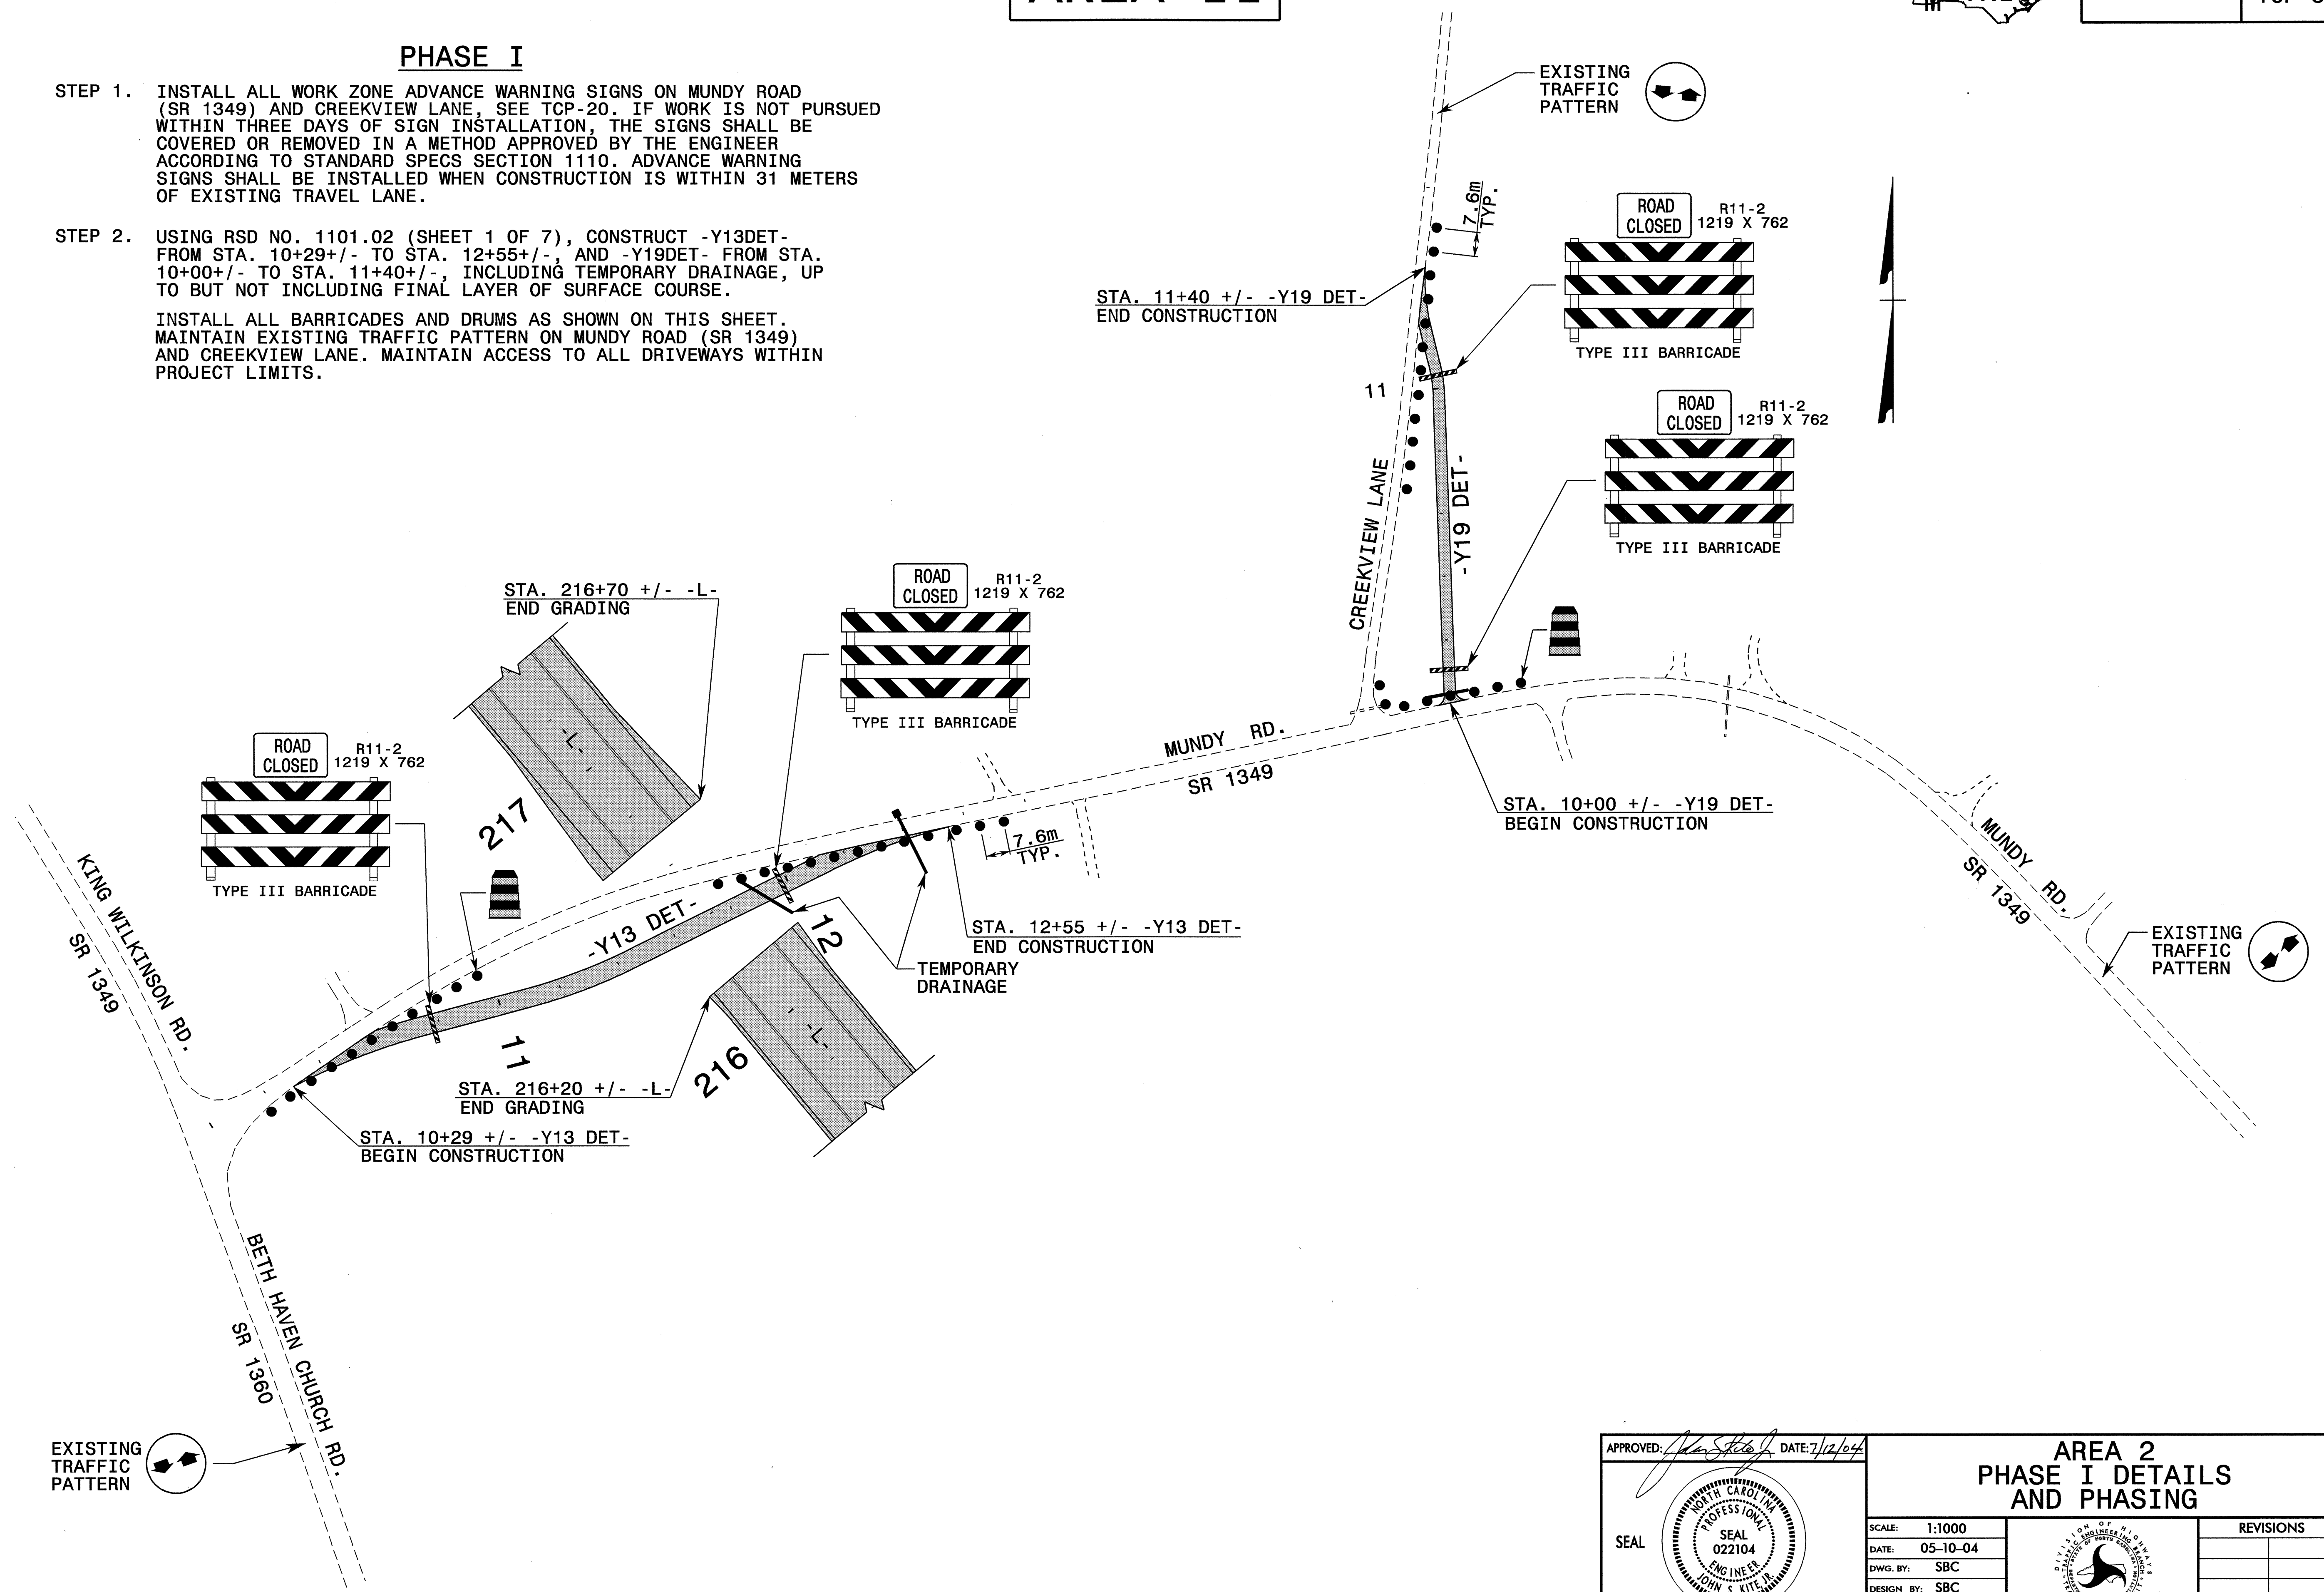 PHASE I
STEP 1. INSTALL ALL WORK ZONE ADVANCE WARNING SIGNS ON MUNDY ROAD
(SR 1349) AND CREEKVIEW LANE, SEE TCP-20. IF WORK IS NOT PURSUED
WITHIN THREE DAYS OF SIGN INSTALLATION, THE SIGNS SHALL BE
COVERED OR REMOVED IN A METHOD APPROVED BY THE ENGINEER
ACCORDING TO STANDARD SPECS SECTION 1110. ADVANCE WARNING
SIGNS SHALL BE INSTALLED WHEN CONSTRUCTION IS WITHIN 31 METERS
OF EXISTING TRAVEL LANE.
STEP 2. USING RSD NO. 1101.02 (SHEET 1 OF 7), CONSTRUCT -Y13DET-
FROM STA. 10+29+/- TO STA. 12+55+/-, AND -Y19DET- FROM STA.
10+00+/- TO STA. 11+40+/-, INCLUDING TEMPORARY DRAINAGE, UP
TO BUT NOT INCLUDING FINAL LAYER OF SURFACE COURSE.
INSTALL ALL BARRICADES AND DRUMS AS SHOWN ON THIS SHEET.
MAINTAIN EXISTING TRAFFIC PATTERN ON MUNDY ROAD (SR 1349)
AND CREEKVIEW LANE. MAINTAIN ACCESS TO ALL DRIVEWAYS WITHIN
PROJECT LIMITS.
EXISTING
TRAFFIC
PATTERN
7.6m
TYP.
ROAD
CLOSED
R11-2
1219 X 762
TYPE III BARRICADE
STA. 11+40 +/- -Y19 DET-
END CONSTRUCTION
11
ROAD
CLOSED
R11-2
1219 X 762
TYPE III BARRICADE
CREEKVIEW LANE
-Y19 DET-
STA. 216+70 +/- -L-
END GRADING
ROAD
CLOSED
R11-2
1219 X 762
TYPE III BARRICADE
-L-
217
ROAD
CLOSED
R11-2
1219 X 762
TYPE III BARRICADE
MUNDY RD.
SR 1349
STA. 10+00 +/- -Y19 DET-
BEGIN CONSTRUCTION
7.6m
TYP.
MUNDY RD.
SR 1349
KING WILKINSON RD.
SR 1349
-Y13 DET-
12
STA. 12+55 +/- -Y13 DET-
END CONSTRUCTION
TEMPORARY
DRAINAGE
EXISTING
TRAFFIC
PATTERN
11
-L-
216
STA. 216+20 +/- -L-
END GRADING
STA. 10+29 +/- -Y13 DET-
BEGIN CONSTRUCTION
BETH HAVEN CHURCH RD.
SR 1360
EXISTING
TRAFFIC
PATTERN
APPROVED: DATE: 7/12/04
SEAL
NORTH CAROLINA
PROFESSIONAL
SEAL
022104
ENGINEER
JOHN S. KITE JR.
AREA 2
PHASE I DETAILS
AND PHASING
SCALE: 1:1000
DATE: 05-10-04
DWG. BY: SBC
DESIGN BY: SBC
DIVISION OF HIGHWAYS
TRAFFIC ENGINEERING BRANCH
REVISIONS